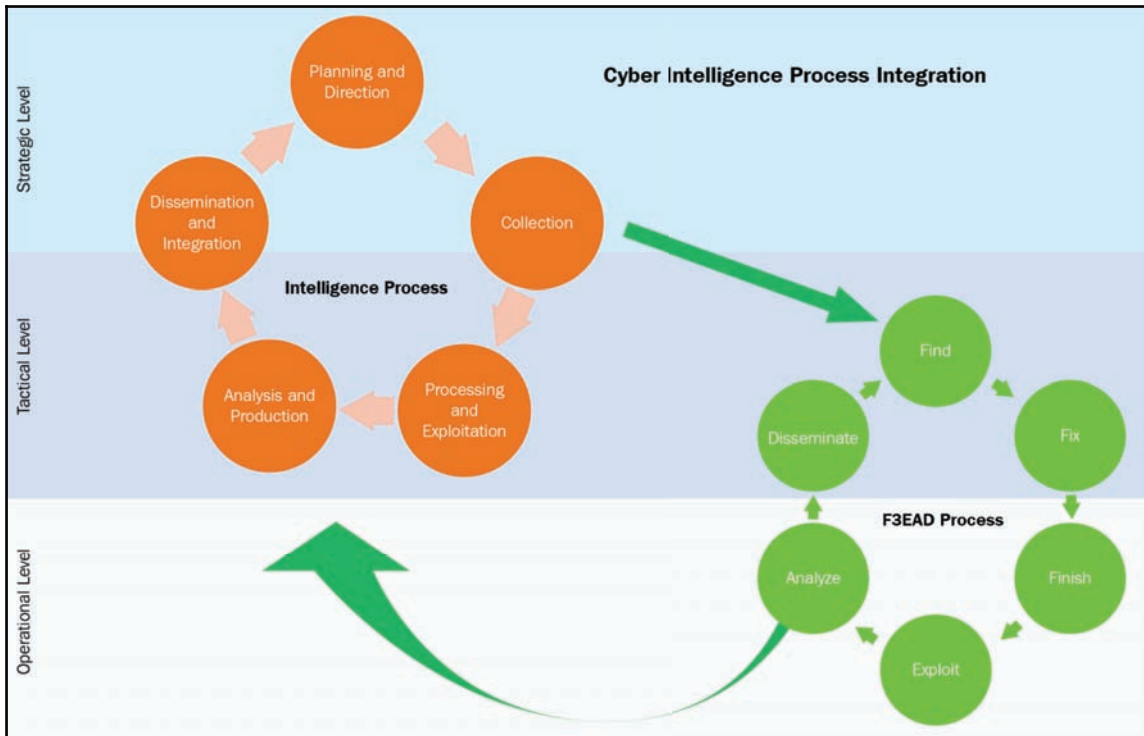 Cyber Intelligence Process Integration
Strategic Level
Planning and
Direction
Dissemination
and
Integration
Collection
Intelligence Process
Tactical Level
Analysis and
Production
Processing
and
Exploitation
Find
Disseminate
Fix
F3EAD Process
Operational Level
Analyze
Finish
Exploit